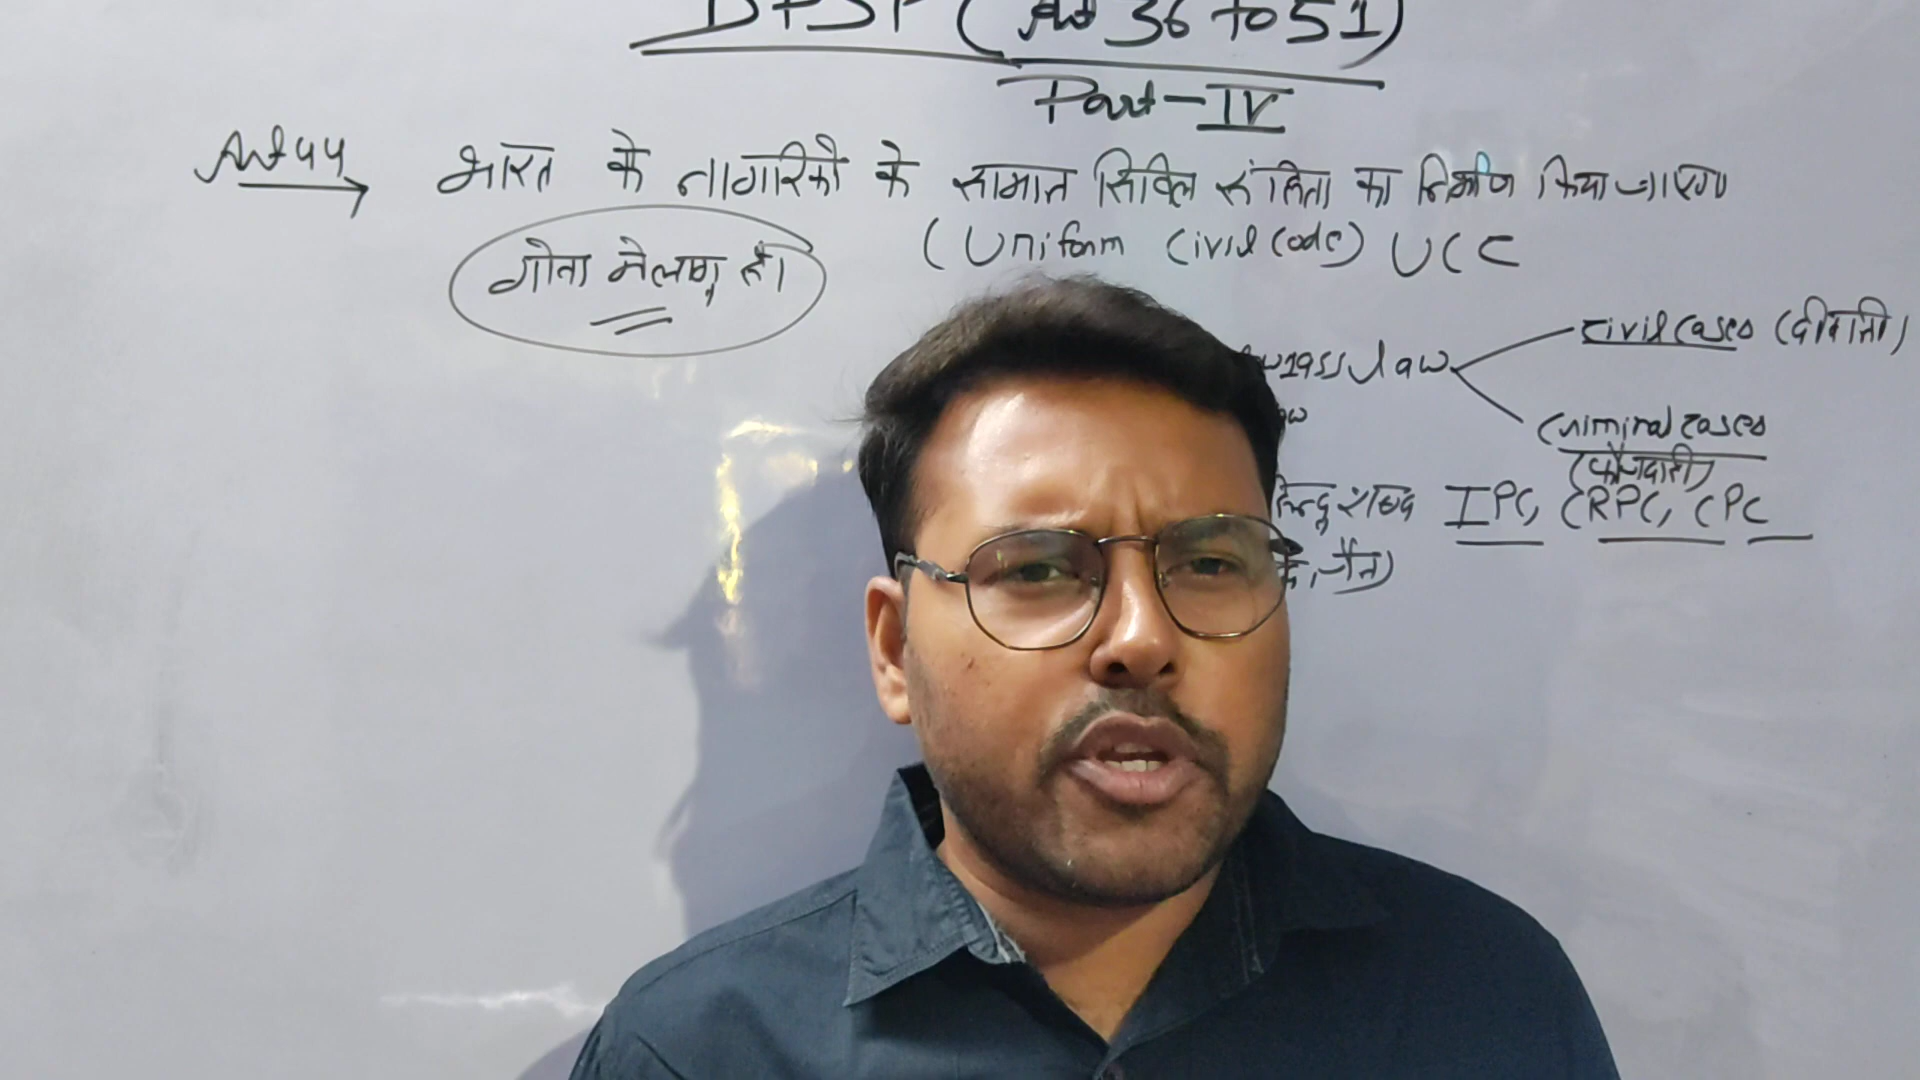 DPSP (Art 36 to 51)
Part-IV
Art 44 → भारत के नागरिको के सामान सिविल संहिता का निर्माण किया जाएगा
(Uniform Civil Code) UCC
गोवा मे लागू है।
law
civil cases (दीवानी)
Criminal cases
(फौजदारी)
हिन्दू शब्द IPC, CRPC, CPC
जैन)